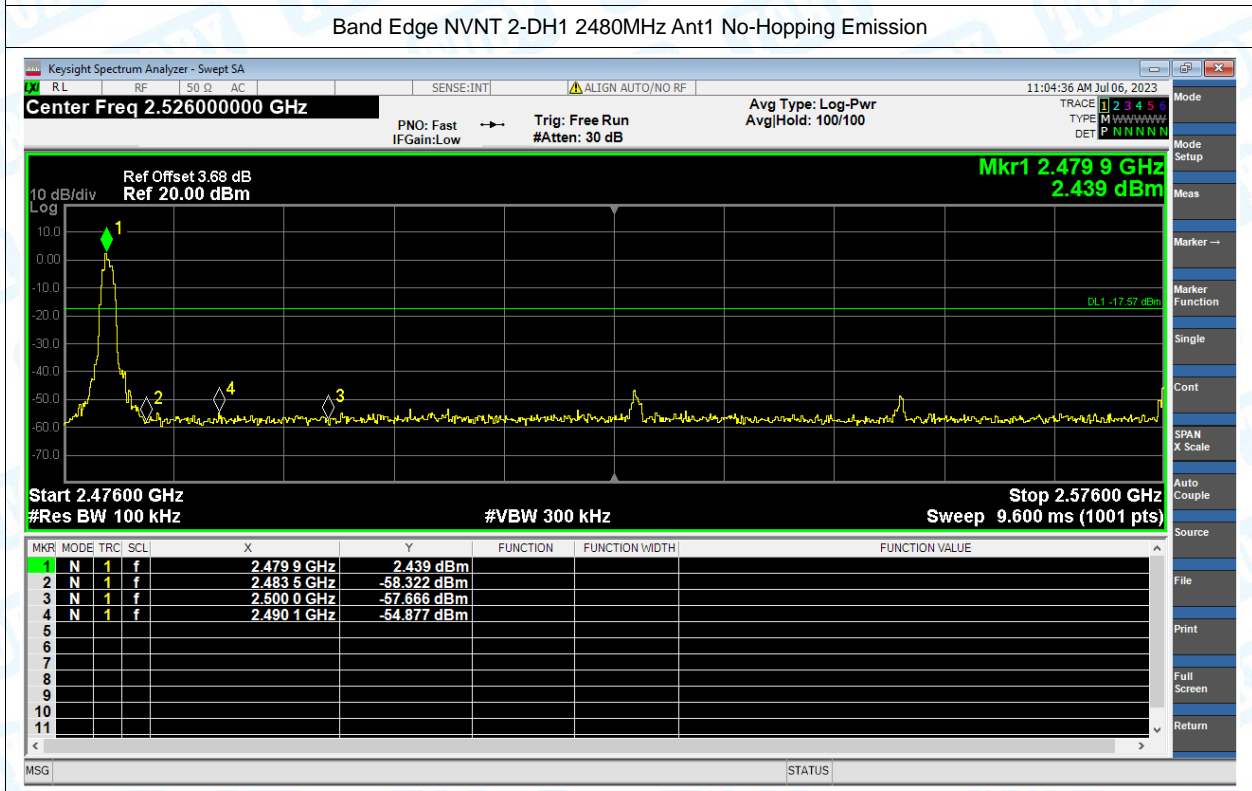 Band Edge NVNT 2-DH1 2480MHz Ant1 No-Hopping Emission
Keysight Spectrum Analyzer - Swept SA
LXI RL RF 50 Ω AC SENSE:INT ALIGN AUTO/NO RF 11:04:36 AM Jul 06, 2023
Center Freq 2.526000000 GHz
PNO: Fast
IFGain:Low
Trig: Free Run
#Atten: 30 dB
Avg Type: Log-Pwr
Avg|Hold: 100/100
TRACE 1 2 3 4 5 6
TYPE M WWWWW
DET P N N N N N
Mkr1 2.479 9 GHz
2.439 dBm
Ref Offset 3.68 dB
10 dB/div Ref 20.00 dBm
Log
10.0
0.00
-10.0
-20.0
-30.0
-40.0
-50.0
-60.0
-70.0
1
2
4
3
DL1 -17.57 dBm
Start 2.47600 GHz Stop 2.57600 GHz
#Res BW 100 kHz #VBW 300 kHz Sweep 9.600 ms (1001 pts)
MKR MODE TRC SCL X Y FUNCTION FUNCTION WIDTH FUNCTION VALUE
1 N 1 f 2.479 9 GHz 2.439 dBm
2 N 1 f 2.483 5 GHz -58.322 dBm
3 N 1 f 2.500 0 GHz -57.666 dBm
4 N 1 f 2.490 1 GHz -54.877 dBm
5
6
7
8
9
10
11
MSG STATUS
Mode
Mode
Setup
Meas
Marker →
Marker
Function
Single
Cont
SPAN
X Scale
Auto
Couple
Source
File
Print
Full
Screen
Return